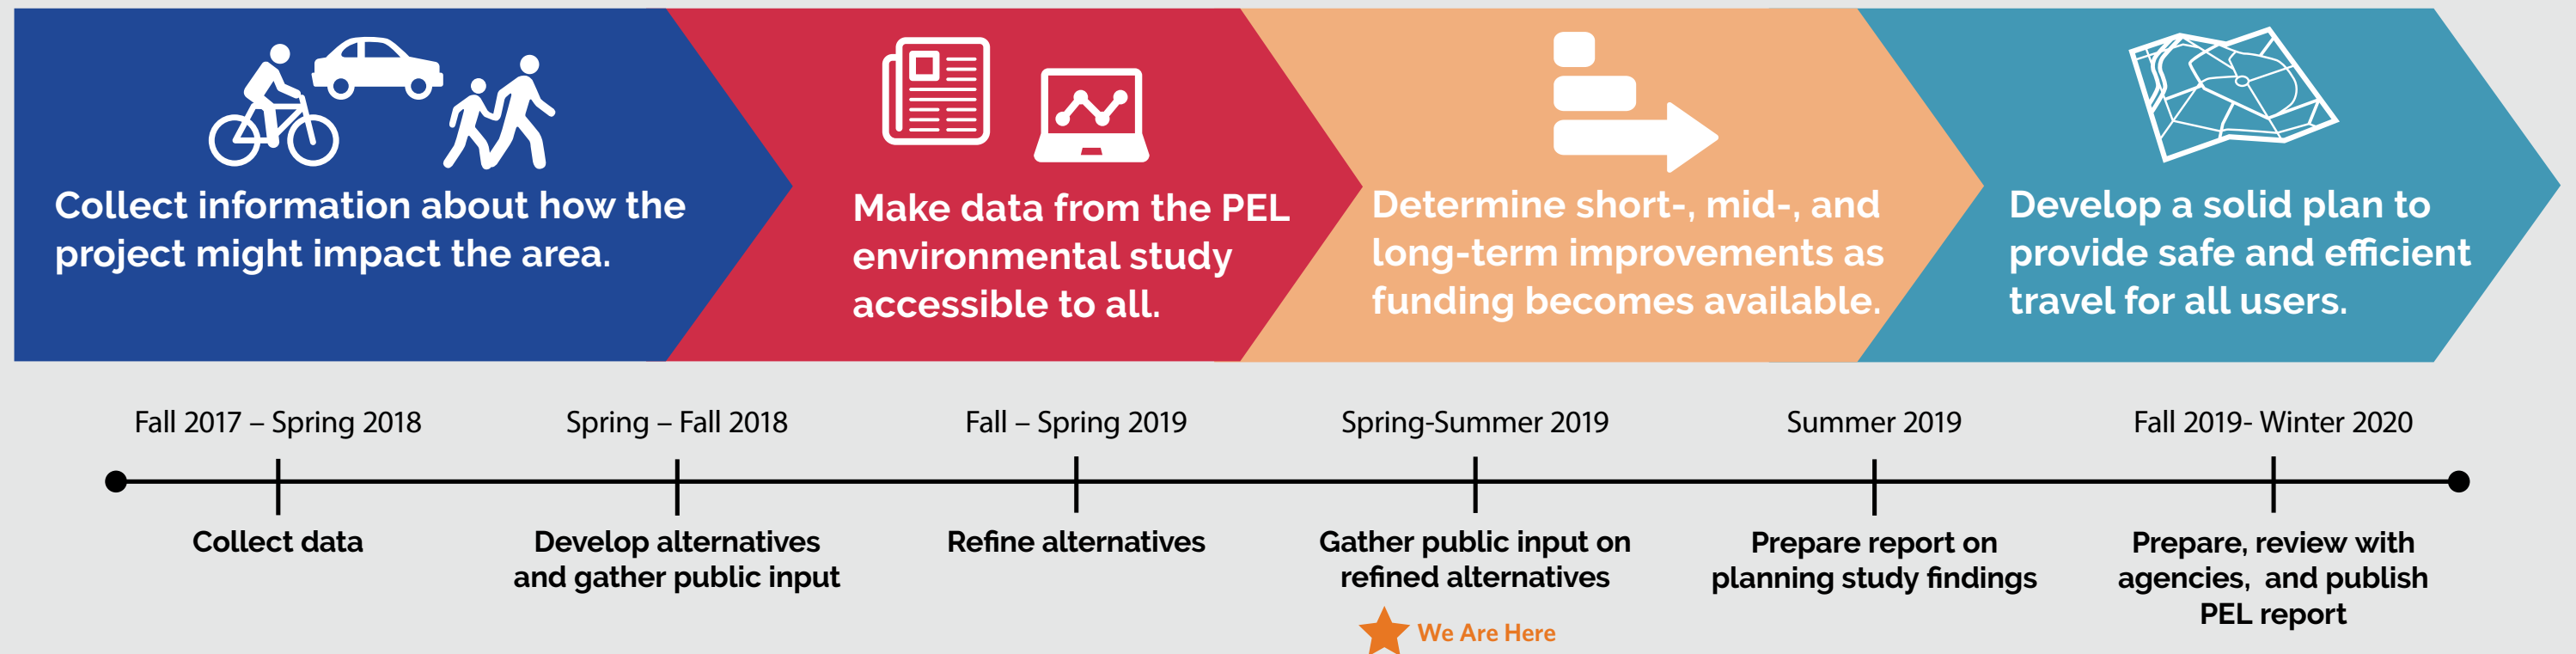 Collect information about how the
project might impact the area.
Make data from the PEL
environmental study
accessible to all.
Determine short-, mid-, and
long-term improvements as
funding becomes available.
Develop a solid plan to
provide safe and efficient
travel for all users.
Fall 2017 – Spring 2018
Collect data
Spring – Fall 2018
Develop alternatives
and gather public input
Fall – Spring 2019
Refine alternatives
Spring-Summer 2019
Gather public input on
refined alternatives
We Are Here
Summer 2019
Prepare report on
planning study findings
Fall 2019- Winter 2020
Prepare, review with
agencies,  and publish
PEL report